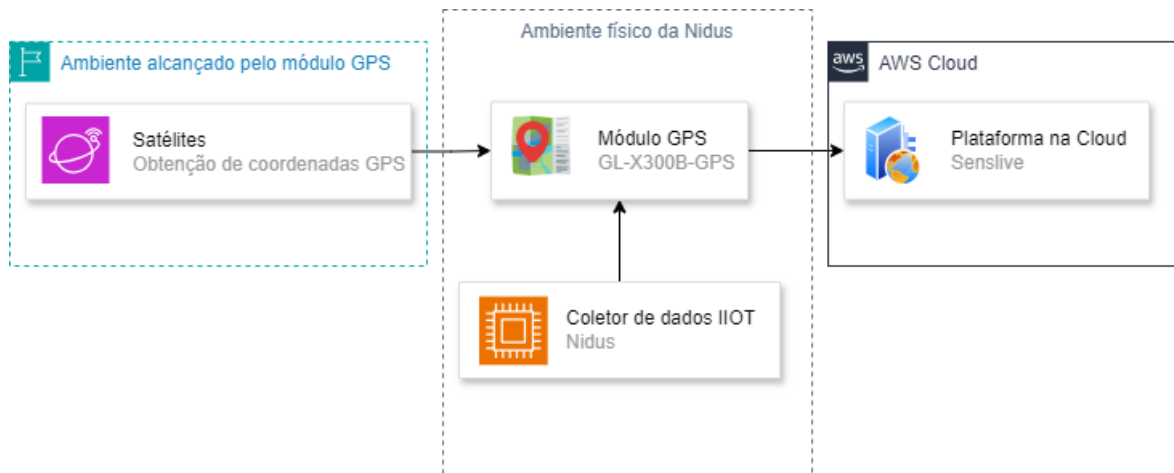 Ambiente físico da Nidus
Ambiente alcançado pelo módulo GPS
aws
AWS Cloud
Satélites
Obtenção de coordenadas GPS
Módulo GPS
GL-X300B-GPS
Plataforma na Cloud
Senslive
Coletor de dados IIOT
Nidus